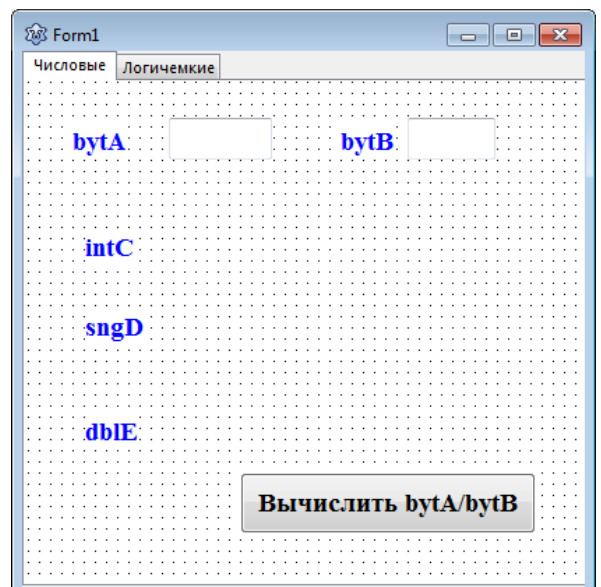 Form1
Числовые Логичемкие
bytA bytB
intC
sngD
dblE
Вычислить bytA/bytB